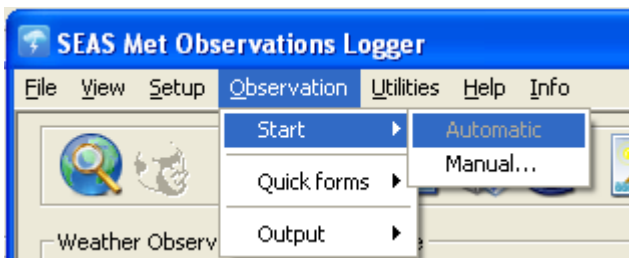 SEAS Met Observations Logger
File View Setup Observation Utilities Help Info
Start Automatic
Manual...
Quick forms
Weather Observ
Output